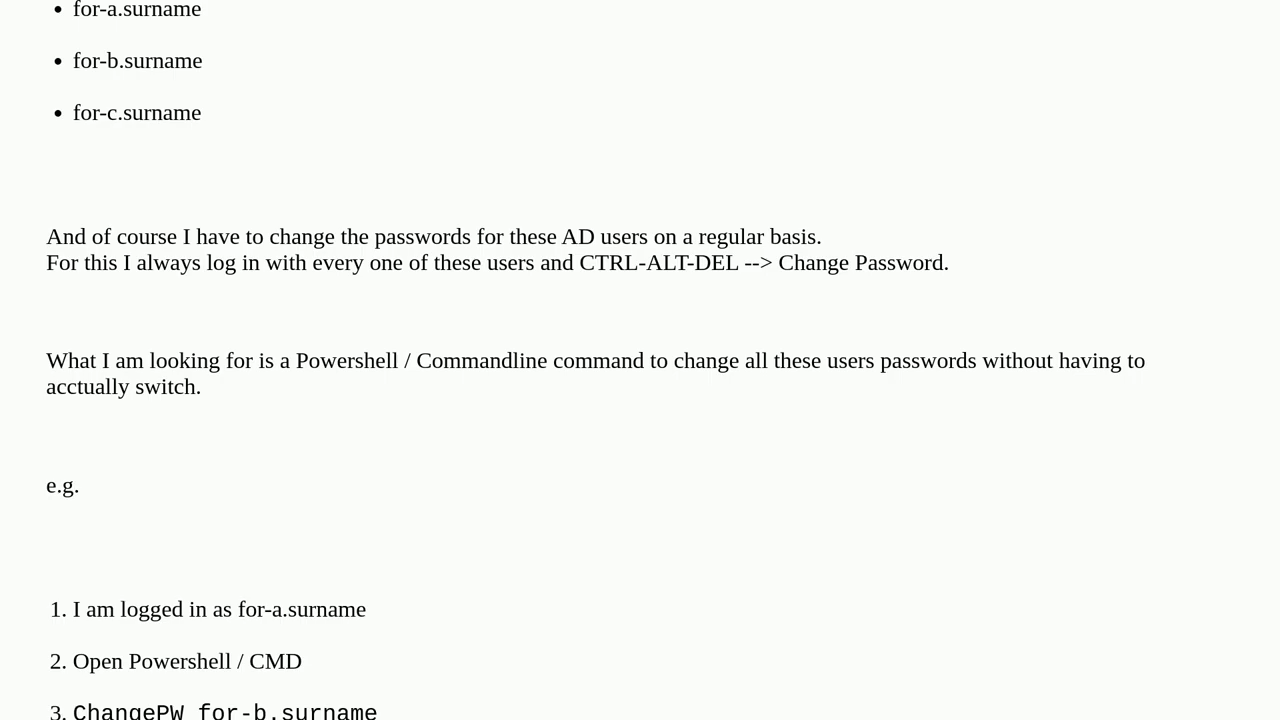 • for-a.surname
• for-b.surname
• for-c.surname
And of course I have to change the passwords for these AD users on a regular basis.
For this I always log in with every one of these users and CTRL-ALT-DEL --> Change Password.
What I am looking for is a Powershell / Commandline command to change all these users passwords without having to
acctually switch.
e.g.
1. I am logged in as for-a.surname
2. Open Powershell / CMD
3. ChangePW for-b.surname